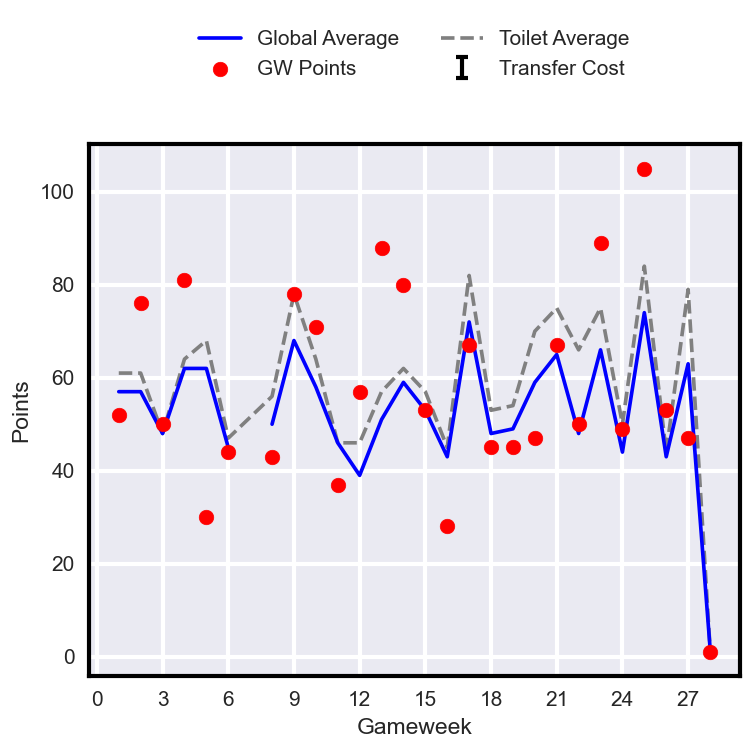 Global Average
Toilet Average
GW Points
Transfer Cost
100
80
60
40
20
0
Points
0 3 6 9 12 15 18 21 24 27
Gameweek